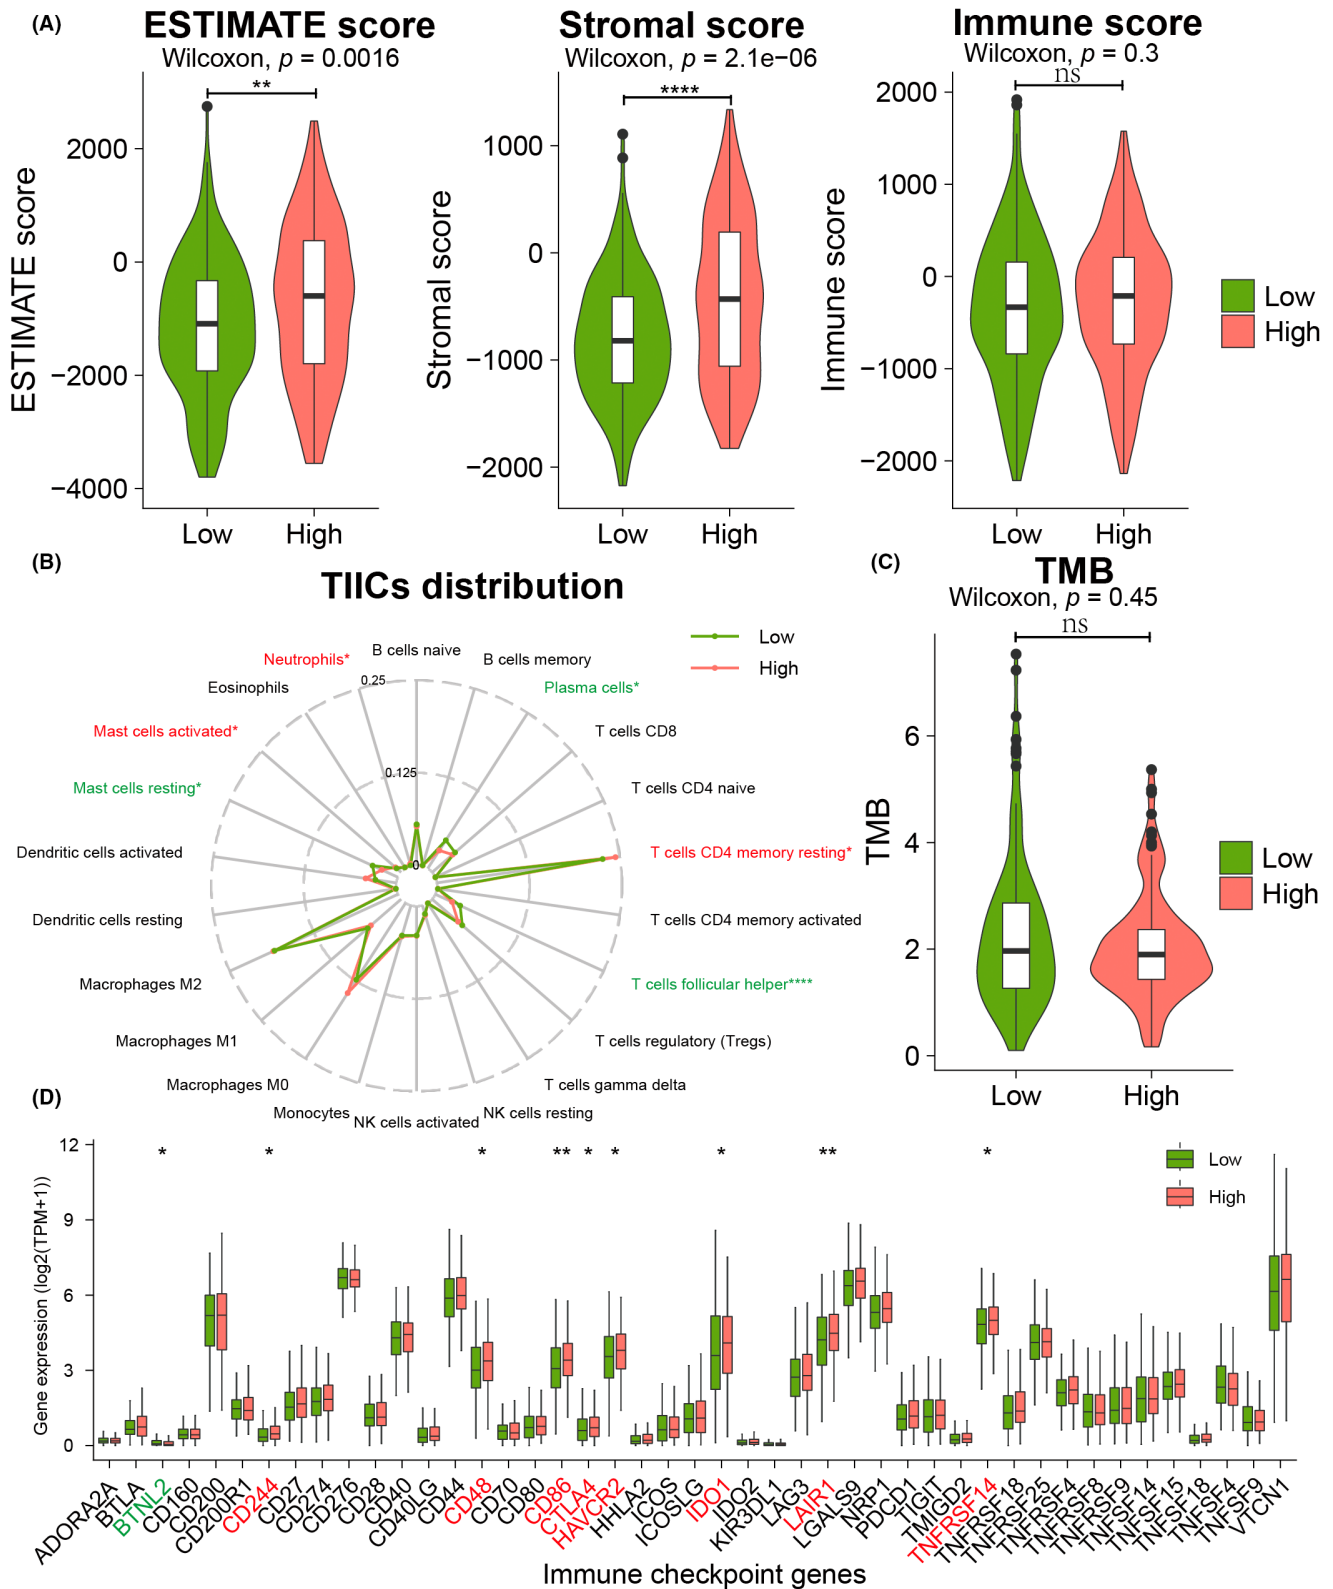 (A)
ESTIMATE score
Wilcoxon, p = 0.0016
**
ESTIMATE score
2000
0
−2000
−4000
Low
High
Stromal score
Wilcoxon, p = 2.1e−06
****
Stromal score
1000
0
−1000
−2000
Low
High
Immune score
Wilcoxon, p = 0.3
ns
Immune score
2000
1000
0
−1000
−2000
Low
High
Low
High
(B)
TIICs distribution
Low
High
B cells naive
B cells memory
Plasma cells*
T cells CD8
T cells CD4 naive
T cells CD4 memory resting*
T cells CD4 memory activated
T cells follicular helper****
T cells regulatory (Tregs)
T cells gamma delta
NK cells resting
NK cells activated
Monocytes
Macrophages M0
Macrophages M1
Macrophages M2
Dendritic cells resting
Dendritic cells activated
Mast cells resting*
Mast cells activated*
Eosinophils
Neutrophils*
0.25
0.125
0
(C)
TMB
Wilcoxon, p = 0.45
ns
TMB
6
4
2
0
Low
High
Low
High
(D)
Gene expression (log2(TPM+1))
12
9
6
3
0
* * * ** * * * ** *
Low
High
ADORA2A
BTLA
BTNL2
CD160
CD200
CD200R1
CD244
CD27
CD274
CD276
CD28
CD40
CD40LG
CD44
CD48
CD70
CD80
CD86
CTLA4
HAVCR2
HHLA2
ICOS
ICOSLG
IDO1
IDO2
KIR3DL1
LAG3
LAIR1
LGALS9
NRP1
PDCD1
TIGIT
TMIGD2
TNFRSF14
TNFRSF18
TNFRSF25
TNFRSF4
TNFRSF8
TNFRSF9
TNFSF14
TNFSF15
TNFSF18
TNFSF4
TNFSF9
VTCN1
Immune checkpoint genes